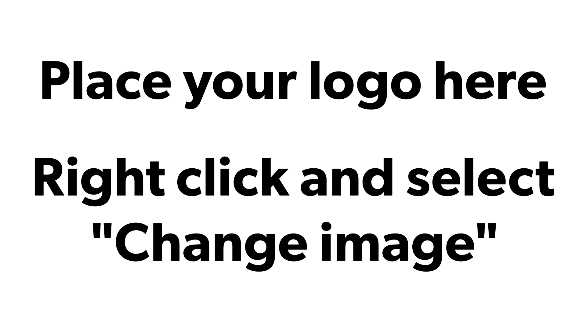 Place your logo here
Right click and select
"Change image"